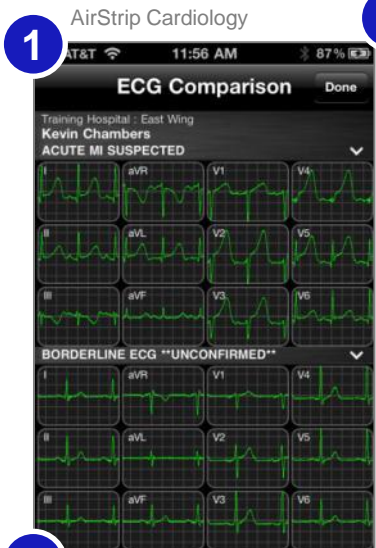 AirStrip Cardiology
1
AT&T 11:56 AM 87%
ECG Comparison Done
Training Hospital : East Wing
Kevin Chambers
ACUTE MI SUSPECTED
I aVR V1 V4
II aVL V2 V5
III aVF V3 V6
BORDERLINE ECG **UNCONFIRMED**
I aVR V1 V4
II aVL V2 V5
III aVF V3 V6